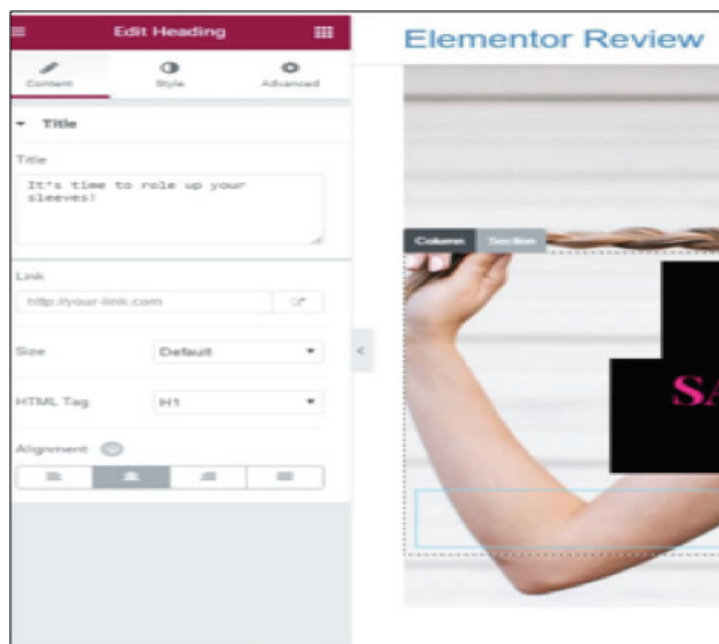 Edit Heading
Elementor Review
Content Style Advanced
Title
Title
It's time to role up your
sleeves!
Column Section
Link
http://your-link.com
Size Default
HTML Tag H1
SA
Alignment